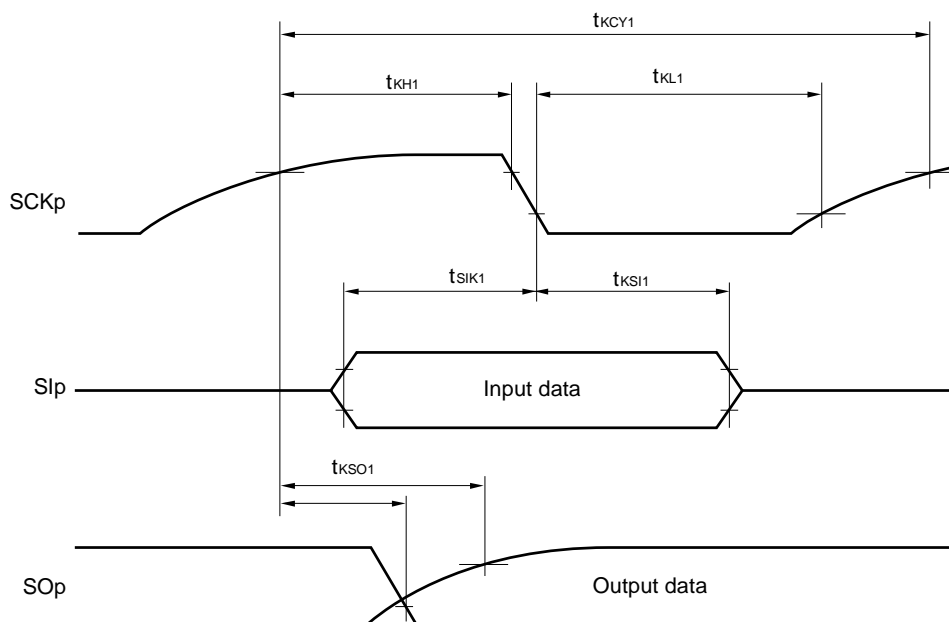 tKCY1
tKH1
tKL1
SCKp
tSIK1
tKSI1
SIp
Input data
tKSO1
SOp
Output data